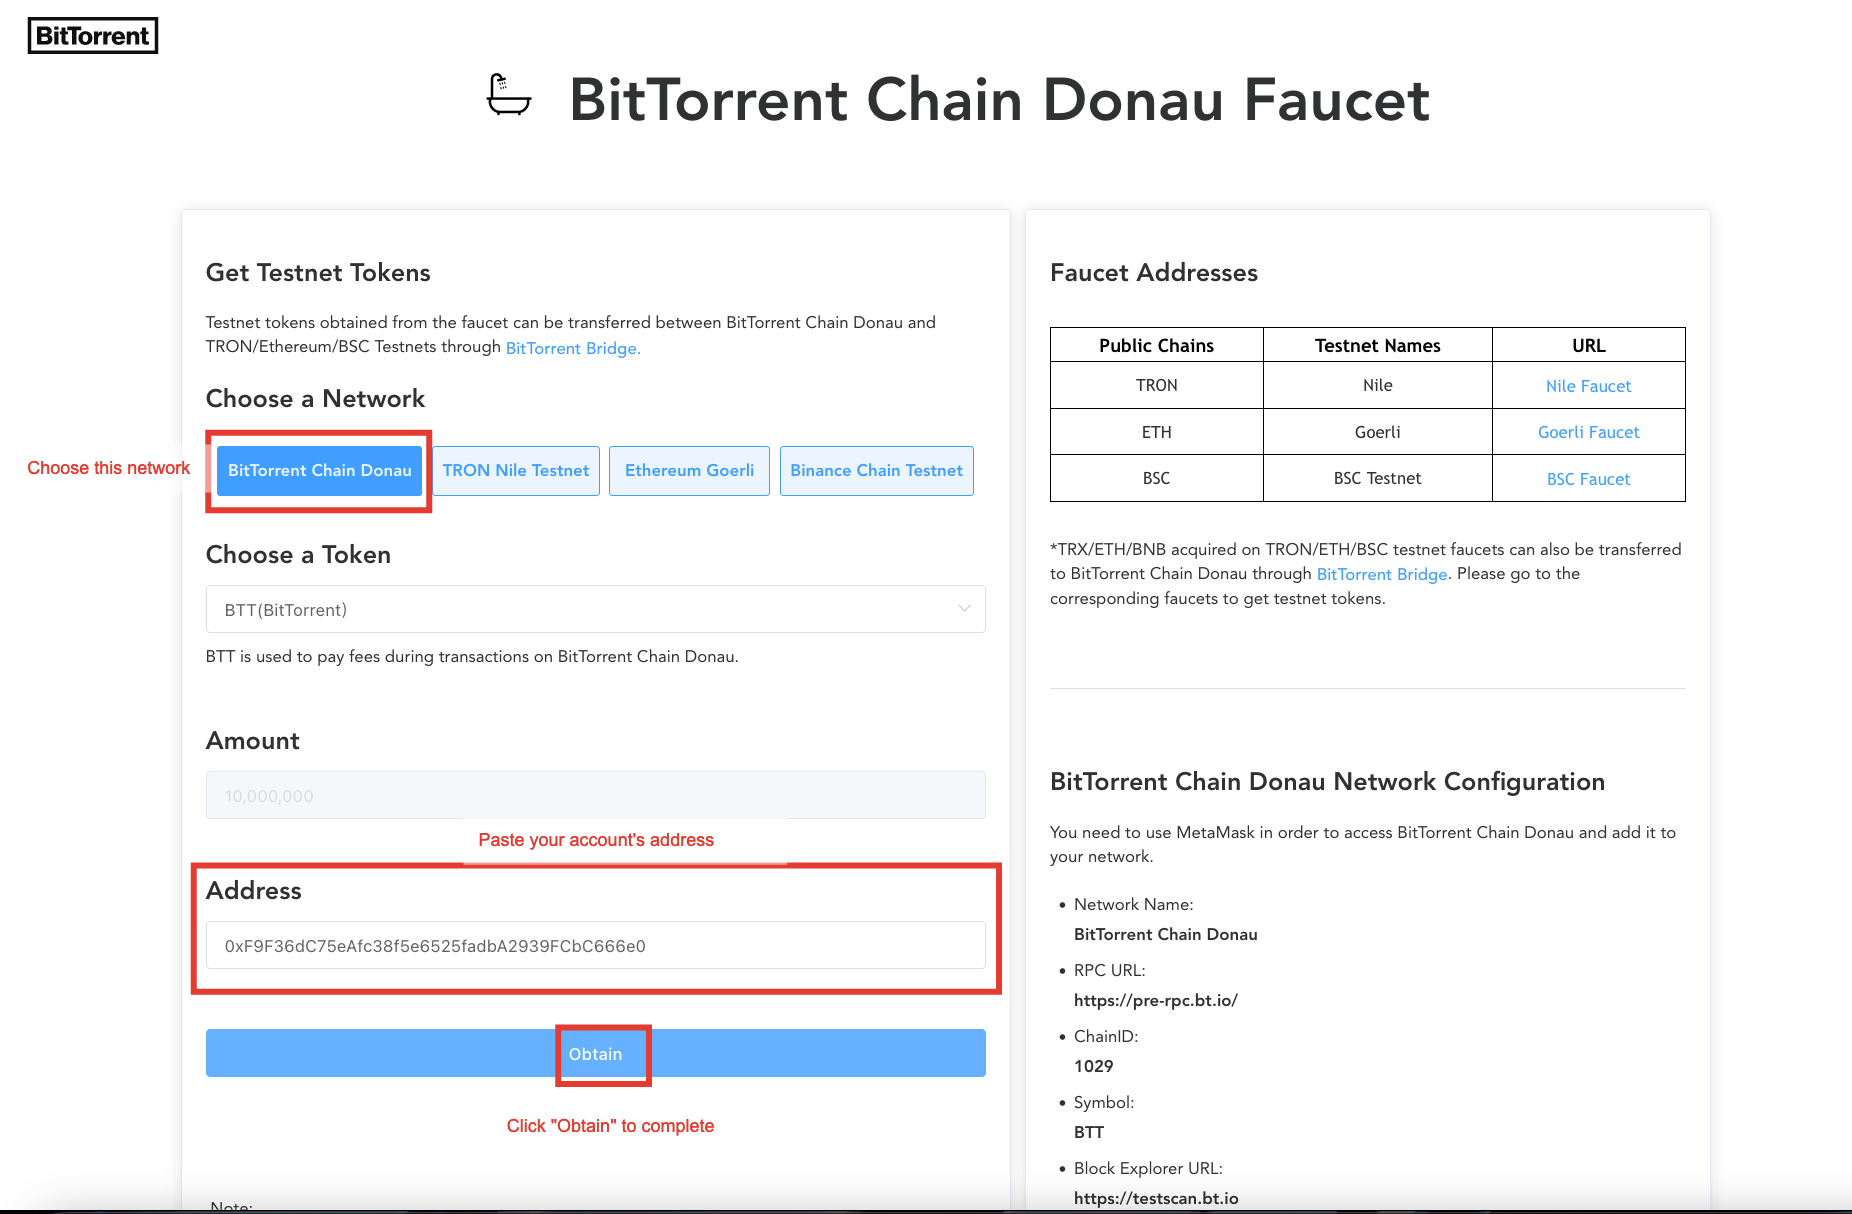 BitTorrent
BitTorrent Chain Donau Faucet
Get Testnet Tokens
Testnet tokens obtained from the faucet can be transferred between BitTorrent Chain Donau and
TRON/Ethereum/BSC Testnets through BitTorrent Bridge.
Choose a Network
Choose this network
BitTorrent Chain Donau
TRON Nile Testnet
Ethereum Goerli
Binance Chain Testnet
Choose a Token
BTT(BitTorrent)
BTT is used to pay fees during transactions on BitTorrent Chain Donau.
Amount
10,000,000
Paste your account's address
Address
0xF9F36dC75eAfc38f5e6525fadbA2939FCbC666e0
Obtain
Click "Obtain" to complete
Note:
Faucet Addresses
Public Chains Testnet Names URL
TRON Nile Nile Faucet
ETH Goerli Goerli Faucet
BSC BSC Testnet BSC Faucet
*TRX/ETH/BNB acquired on TRON/ETH/BSC testnet faucets can also be transferred
to BitTorrent Chain Donau through BitTorrent Bridge. Please go to the
corresponding faucets to get testnet tokens.
BitTorrent Chain Donau Network Configuration
You need to use MetaMask in order to access BitTorrent Chain Donau and add it to
your network.
• Network Name:
BitTorrent Chain Donau
• RPC URL:
https://pre-rpc.bt.io/
• ChainID:
1029
• Symbol:
BTT
• Block Explorer URL:
https://testscan.bt.io